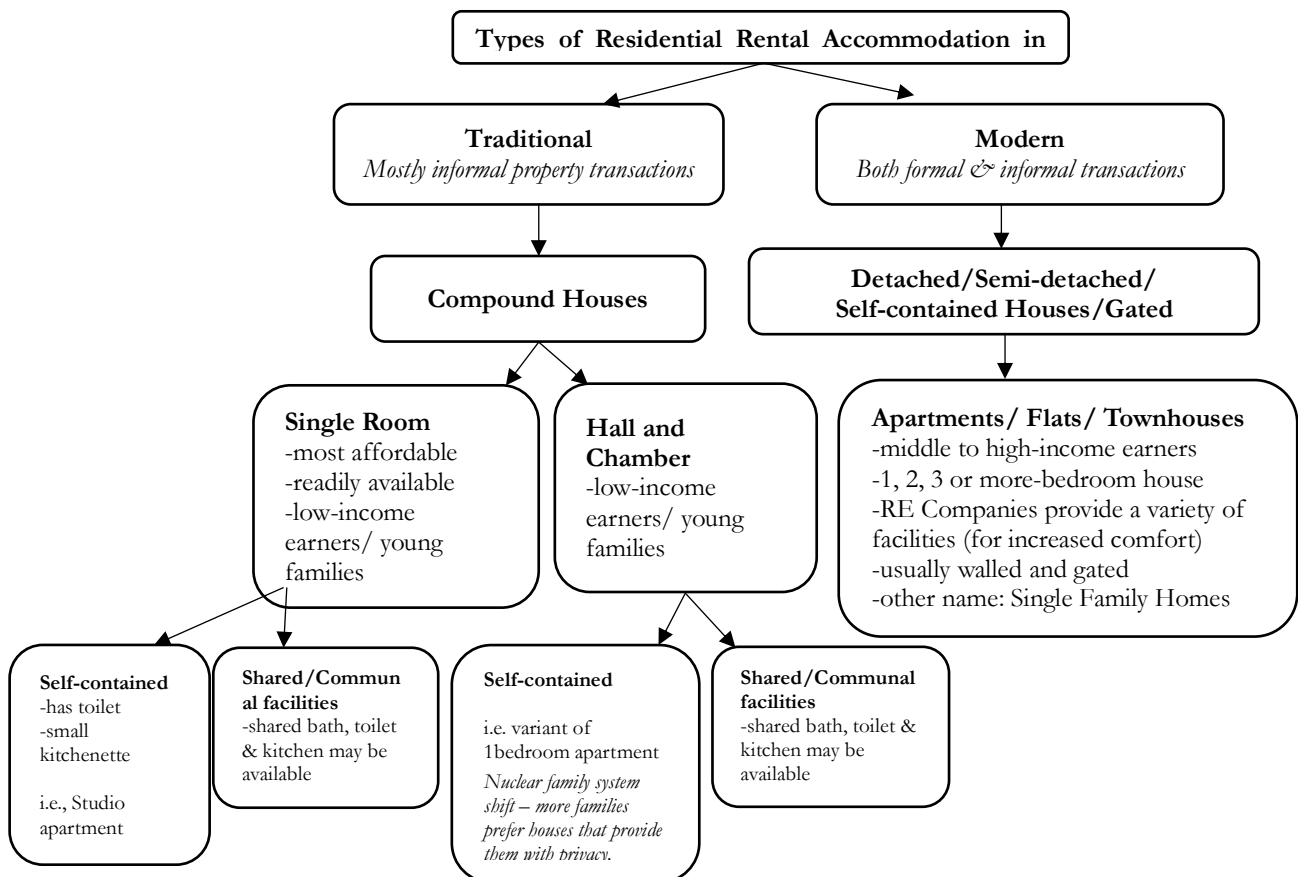 Types of Residential Rental Accommodation in
Traditional
Mostly informal property transactions
Modern
Both formal & informal transactions
Compound Houses
Detached/Semi-detached/
Self-contained Houses/Gated
Single Room
-most affordable
-readily available
-low-income
earners/ young
families
Hall and
Chamber
-low-income
earners/ young
families
Apartments/ Flats/ Townhouses
-middle to high-income earners
-1, 2, 3 or more-bedroom house
-RE Companies provide a variety of
facilities (for increased comfort)
-usually walled and gated
-other name: Single Family Homes
Self-contained
-has toilet
-small
kitchenette
i.e., Studio
apartment
Shared/Commun
al facilities
-shared bath, toilet
& kitchen may be
available
Self-contained
i.e. variant of
1bedroom apartment
Nuclear family system
shift – more families
prefer houses that provide
them with privacy.
Shared/Communal
facilities
-shared bath, toilet &
kitchen may be
available